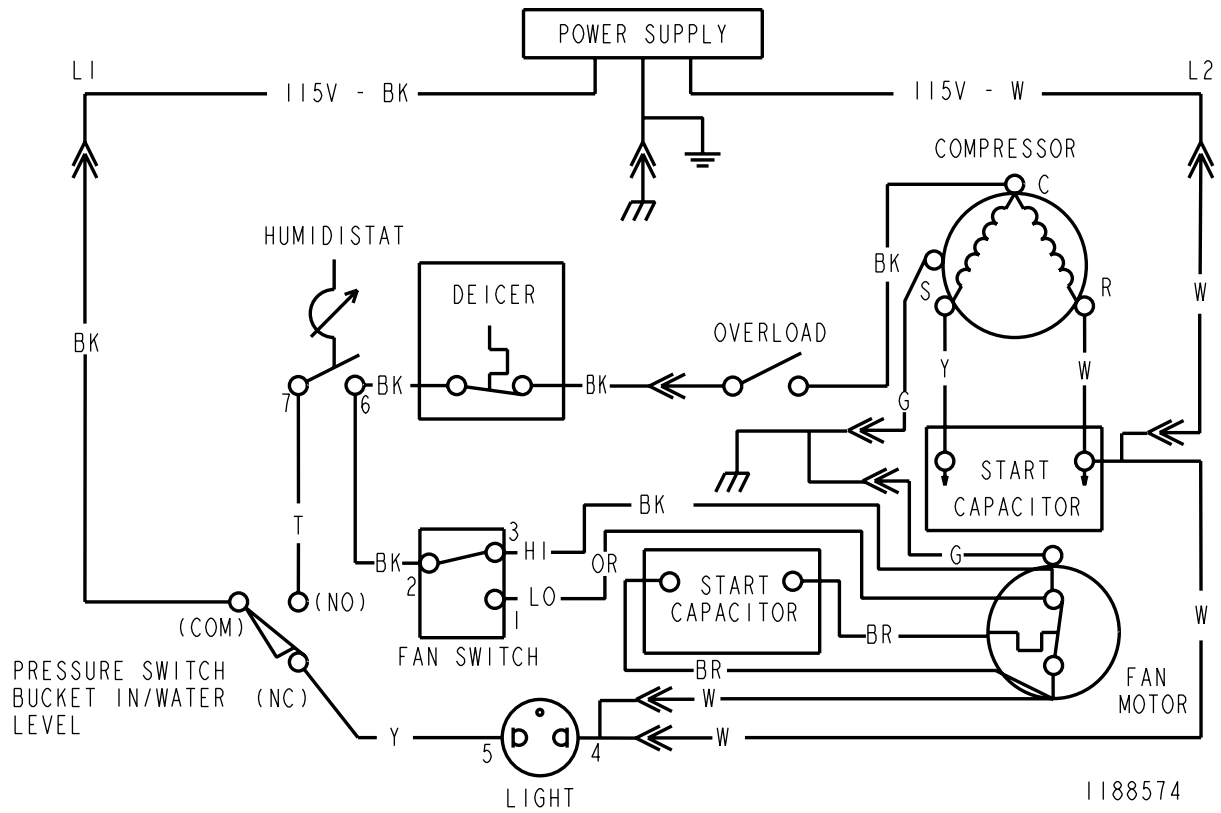 POWER SUPPLY
L1
L2
115V - BK
115V - W
COMPRESSOR
C
HUMIDISTAT
BK
S
R
DEICER
W
OVERLOAD
BK
Y
W
7
6
BK
BK
G
START
CAPACITOR
BK
T
3
HI
OR
G
BK
2
LO
1
START
CAPACITOR
(NO)
(COM)
W
BR
FAN SWITCH
PRESSURE SWITCH
BUCKET IN/WATER
LEVEL
(NC)
BR
FAN
MOTOR
W
Y
5
4
W
LIGHT
1188574